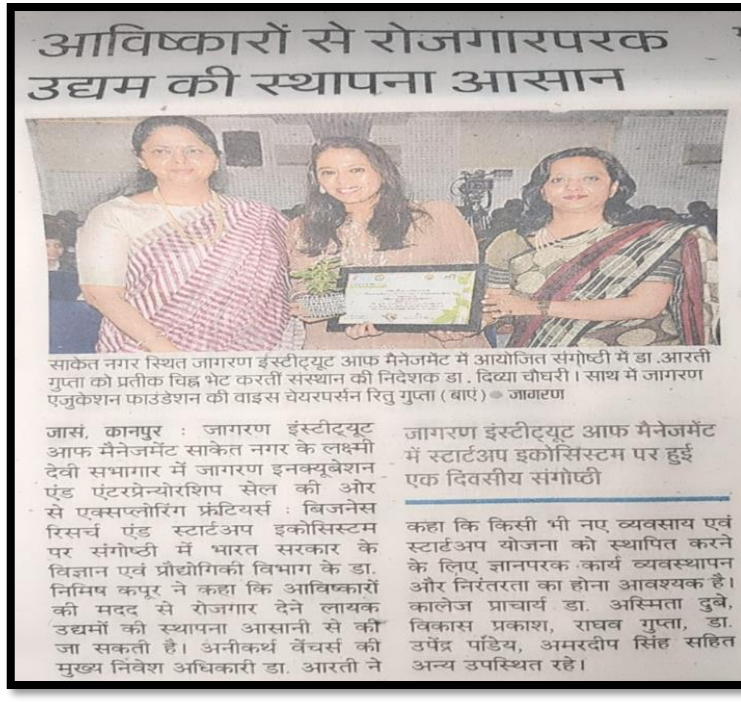 आविष्कारों से रोजगारपरक
उद्यम की स्थापना आसान
साकेत नगर स्थित जागरण इंस्टीट्यूट आफ मैनेजमेंट में आयोजित संगोष्ठी में डा .आरती
गुप्ता को प्रतीक चिह्न भेंट करतीं संस्थान की निदेशक डा . दिव्या चौधरी । साथ में जागरण
एजुकेशन फाउंडेशन की वाइस चेयरपर्सन रितु गुप्ता ( बाएं ) ● जागरण
जासं, कानपुर : जागरण इंस्टीट्यूट
आफ मैनेजमेंट साकेत नगर के लक्ष्मी
देवी सभागार में जागरण इनक्यूबेशन
एंड एंटरप्रेन्योरशिप सेल की ओर
से एक्सप्लोरिंग फ्रंटियर्स : बिजनेस
रिसर्च एंड स्टार्टअप इकोसिस्टम
पर संगोष्ठी में भारत सरकार के
विज्ञान एवं प्रौद्योगिकी विभाग के डा.
निमिष कपूर ने कहा कि आविष्कारों
की मदद से रोजगार देने लायक
उद्यमों की स्थापना आसानी से की
जा सकती है। अनीकर्थ वेंचर्स की
मुख्य निवेश अधिकारी डा. आरती ने
जागरण इंस्टीट्यूट आफ मैनेजमेंट
में स्टार्टअप इकोसिस्टम पर हुई
एक दिवसीय संगोष्ठी
कहा कि किसी भी नए व्यवसाय एवं
स्टार्टअप योजना को स्थापित करने
के लिए ज्ञानपरक कार्य व्यवस्थापन
और निरंतरता का होना आवश्यक है।
कालेज प्राचार्य डा. अस्मिता दुबे,
विकास प्रकाश, राघव गुप्ता, डा.
उपेंद्र पांडेय, अमरदीप सिंह सहित
अन्य उपस्थित रहे।